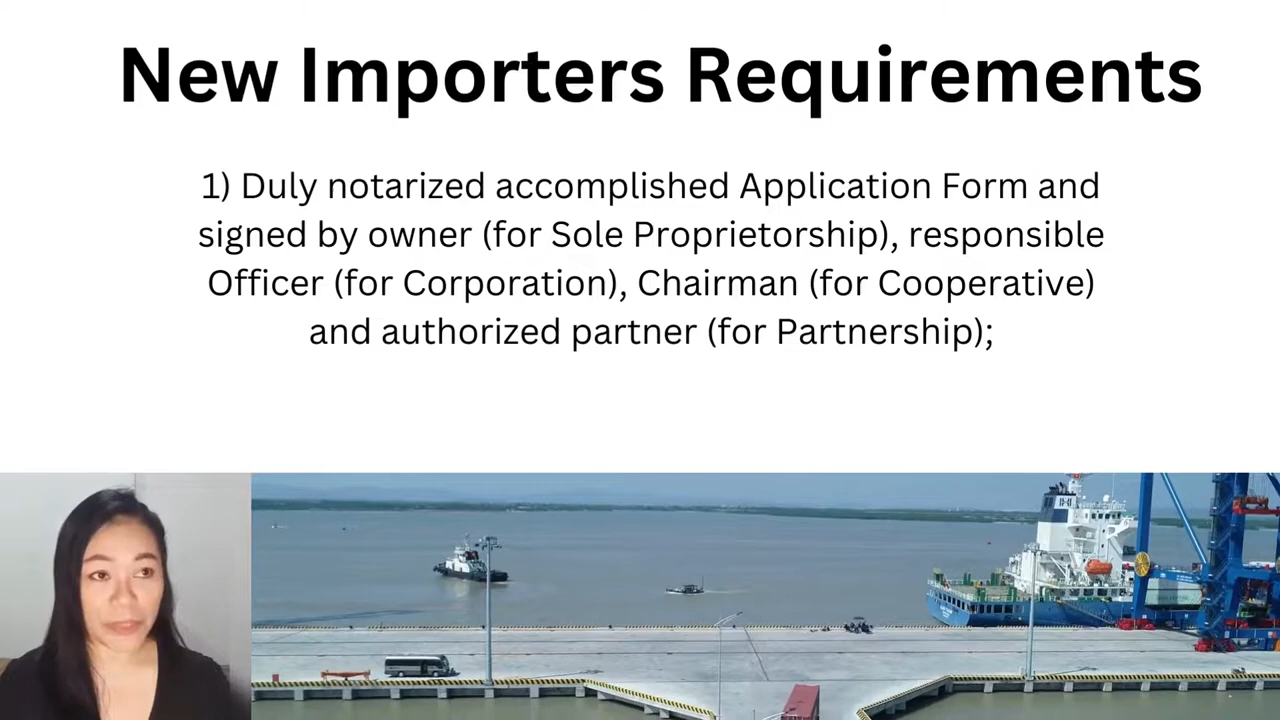 New Importers Requirements
1) Duly notarized accomplished Application Form and
signed by owner (for Sole Proprietorship), responsible
Officer (for Corporation), Chairman (for Cooperative)
and authorized partner (for Partnership);